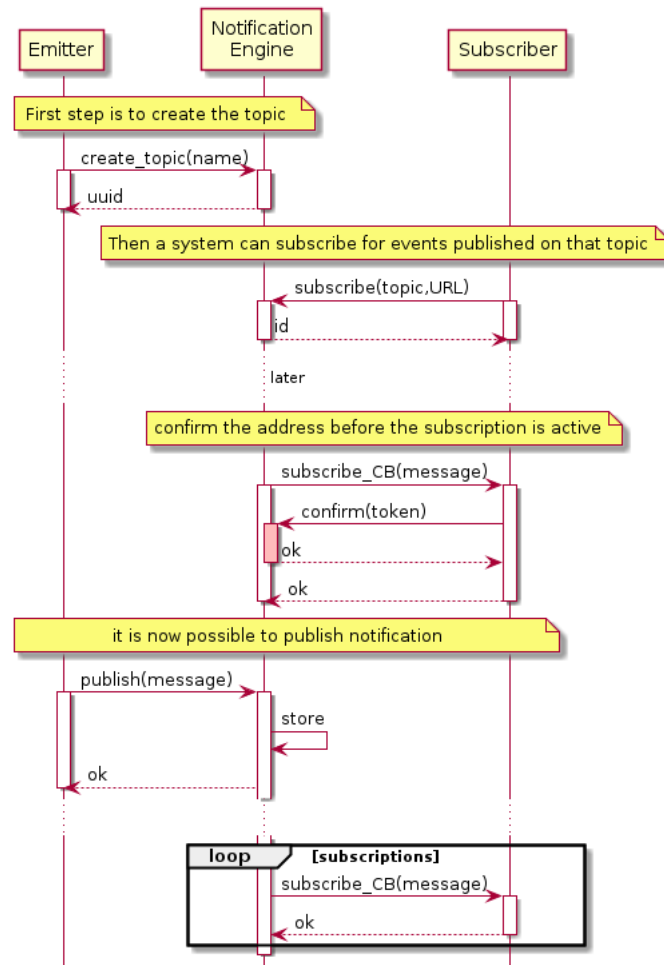 Emitter
Notification
Engine
Subscriber
First step is to create the topic
create_topic(name)
uuid
Then a system can subscribe for events published on that topic
subscribe(topic,URL)
id
later
confirm the address before the subscription is active
subscribe_CB(message)
confirm(token)
ok
ok
it is now possible to publish notification
publish(message)
store
ok
loop [subscriptions]
subscribe_CB(message)
ok